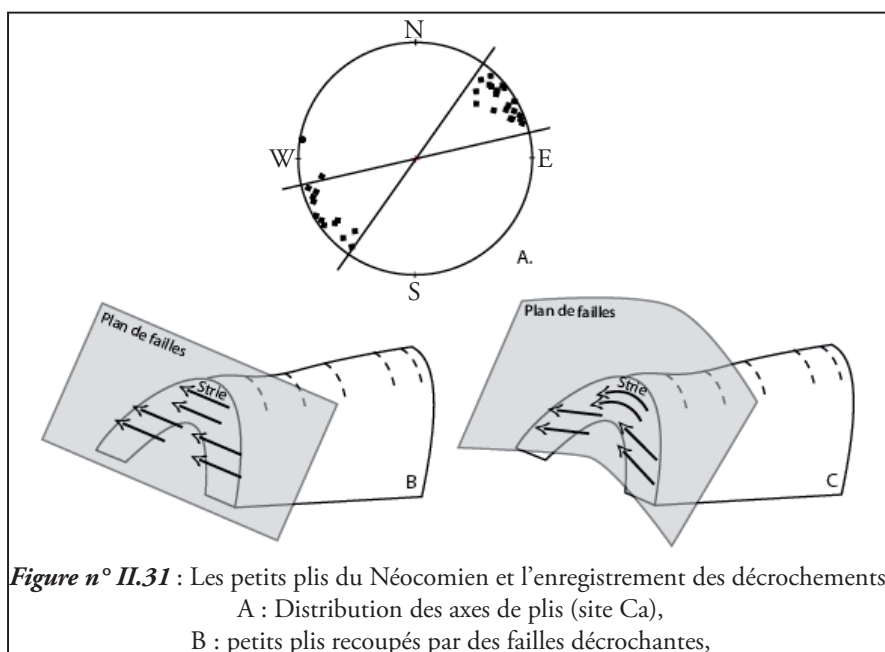 N
W
E
A.
S
Plan de failles
Strie
B
Plan de failles
Strie
C
Figure n° II.31 : Les petits plis du Néocomien et l'enregistrement des décrochements
A : Distribution des axes de plis (site Ca),
B : petits plis recoupés par des failles décrochantes,